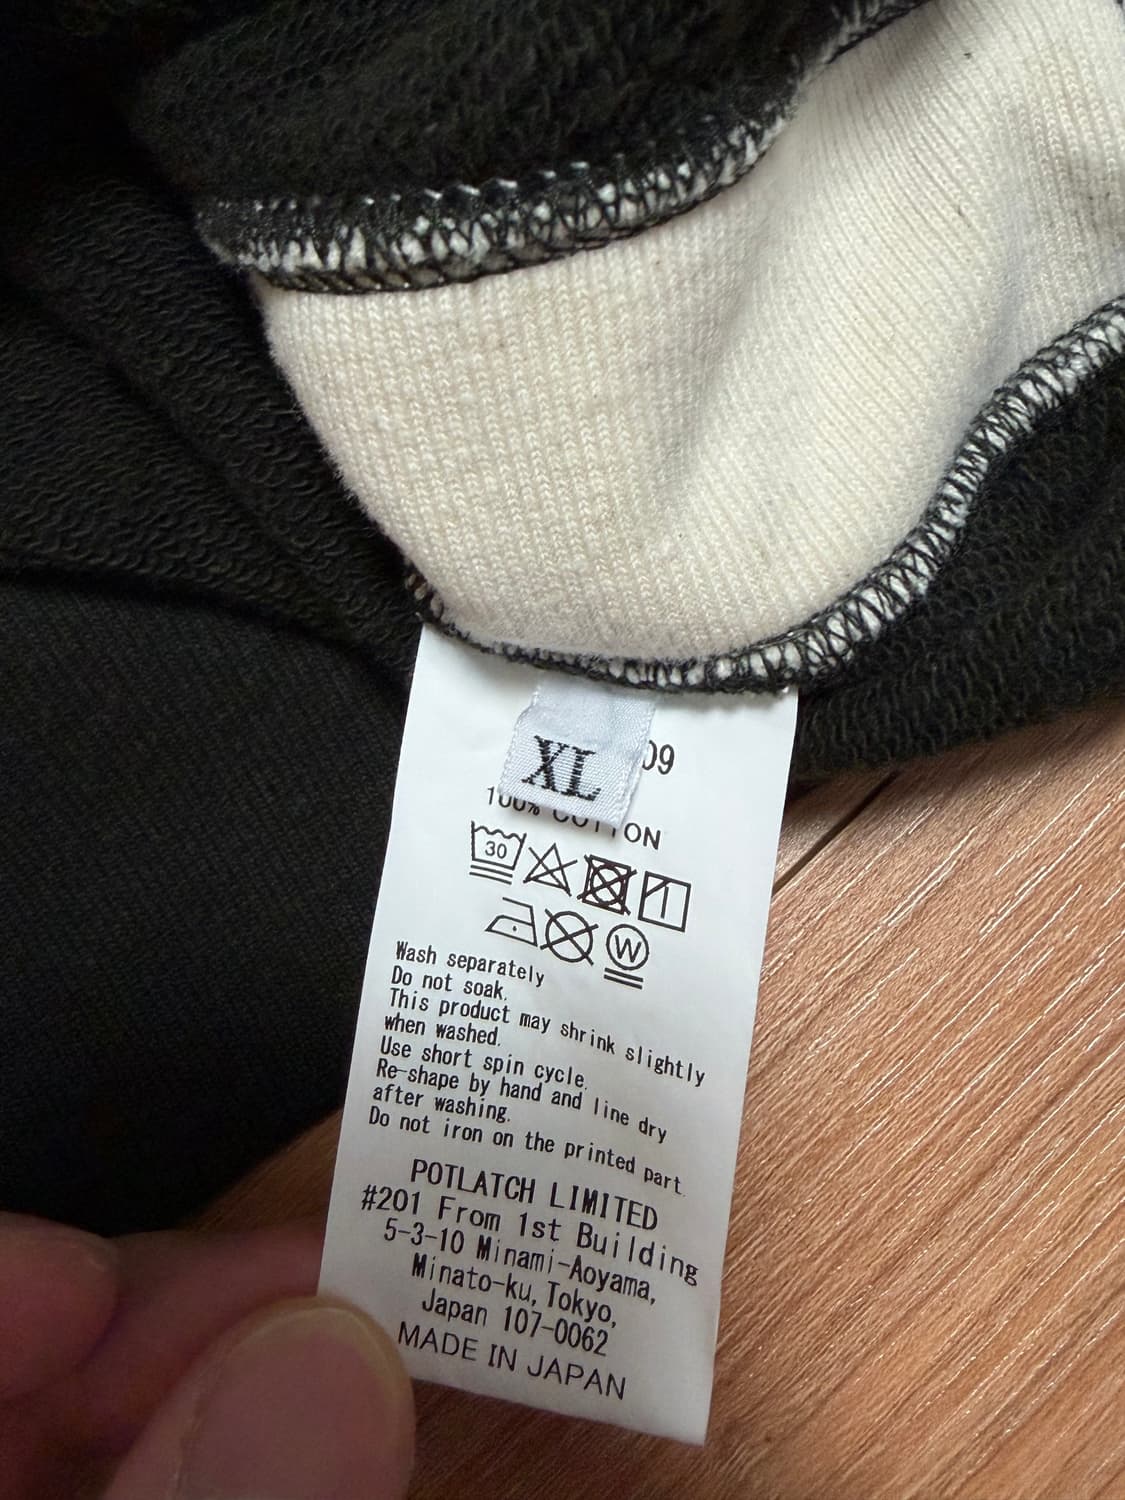 XL
09
100% COTTON
30
W
Wash separately
Do not soak.
This product may shrink slightly
when washed.
Use short spin cycle.
Re-shape by hand and line dry
after washing.
Do not iron on the printed part.
POTLATCH LIMITED
#201 From 1st Building
5-3-10 Minami-Aoyama,
Minato-ku, Tokyo,
Japan 107-0062
MADE IN JAPAN